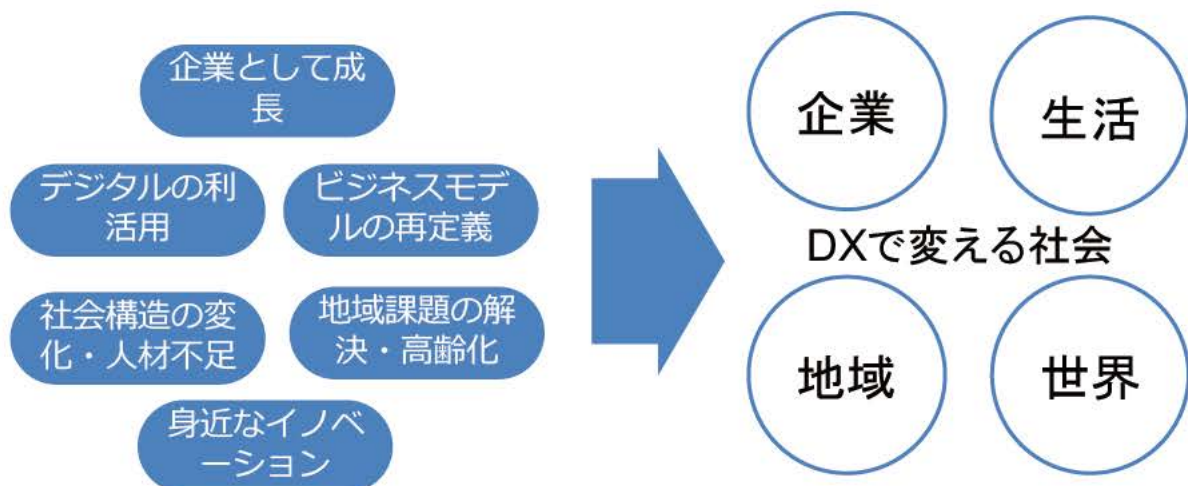 企業として成
長
デジタルの利
活用
ビジネスモデ
ルの再定義
社会構造の変
化・人材不足
地域課題の解
決・高齢化
身近なイノベ
ーション
企業
生活
DXで変える社会
地域
世界